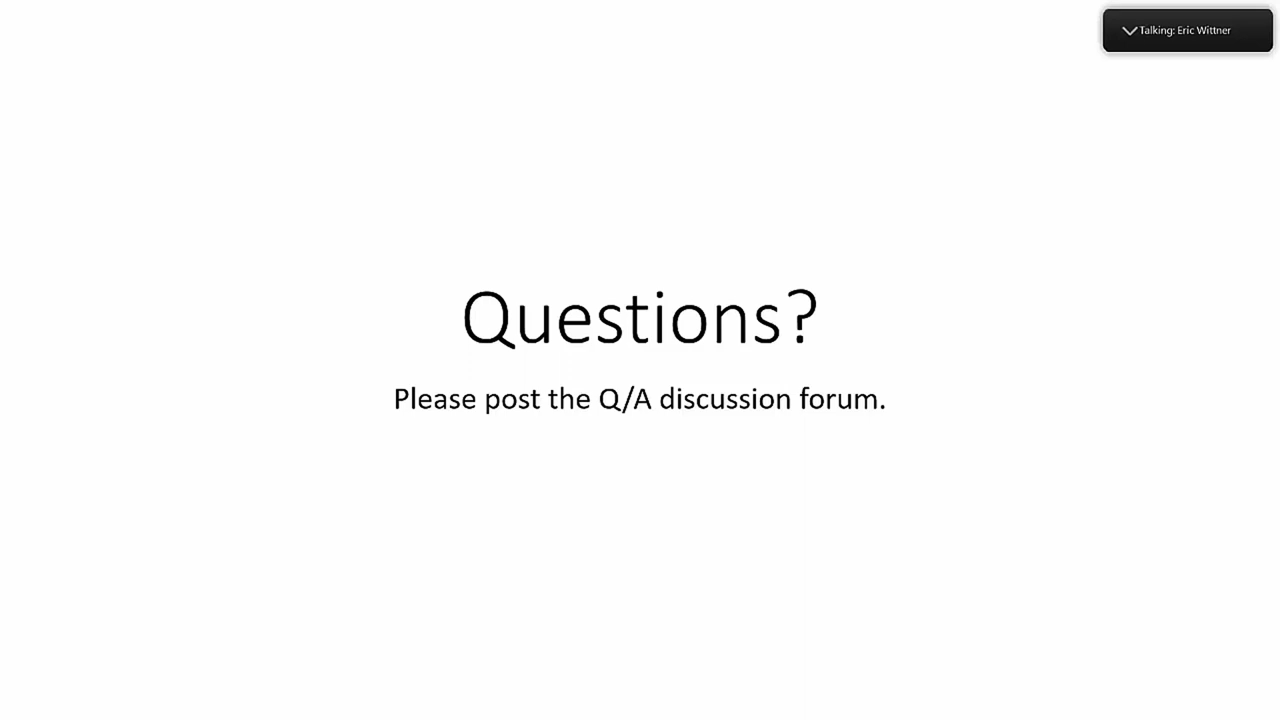 Talking: Eric Wittner
Questions?
Please post the Q/A discussion forum.